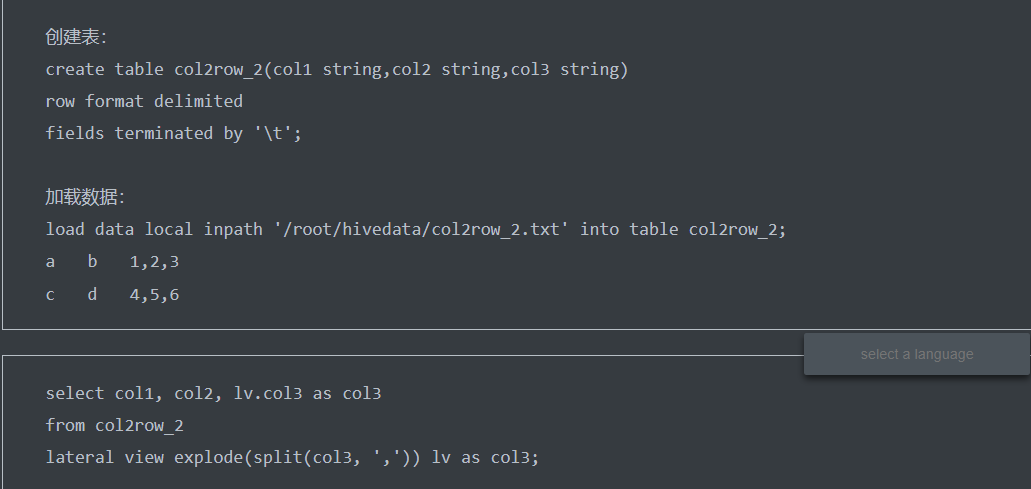 创建表：
create table col2row_2(col1 string,col2 string,col3 string)
row format delimited
fields terminated by '\t';
加载数据：
load data local inpath '/root/hivedata/col2row_2.txt' into table col2row_2;
a b 1,2,3
c d 4,5,6
select a language
select col1, col2, lv.col3 as col3
from col2row_2
lateral view explode(split(col3, ',')) lv as col3;